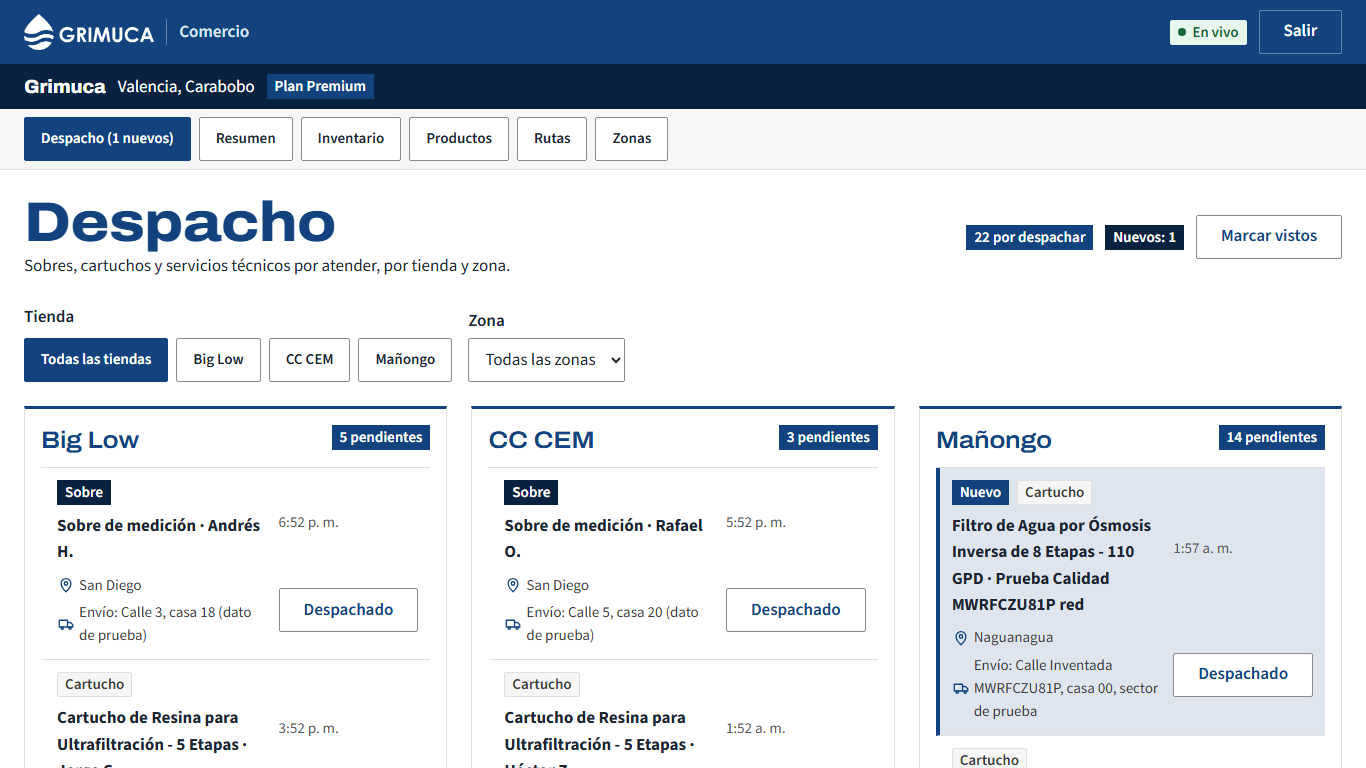 GRIMUCA
Comercio
En vivo
Salir
Grimuca
Valencia, Carabobo
Plan Premium
Despacho (1 nuevos)
Resumen
Inventario
Productos
Rutas
Zonas
Despacho
Sobres, cartuchos y servicios técnicos por atender, por tienda y zona.
22 por despachar
Nuevos: 1
Marcar vistos
Tienda
Todas las tiendas
Big Low
CC CEM
Mañongo
Zona
Todas las zonas
Big Low
5 pendientes
Sobre
Sobre de medición · Andrés
H.
6:52 p. m.
San Diego
Envío: Calle 3, casa 18 (dato
de prueba)
Despachado
Cartucho
Cartucho de Resina para
Ultrafiltración - 5 Etapas ·
3:52 p. m.
CC CEM
3 pendientes
Sobre
Sobre de medición · Rafael
O.
5:52 p. m.
San Diego
Envío: Calle 5, casa 20 (dato
de prueba)
Despachado
Cartucho
Cartucho de Resina para
Ultrafiltración - 5 Etapas ·
1:52 a. m.
Mañongo
14 pendientes
Nuevo
Cartucho
Filtro de Agua por Ósmosis
Inversa de 8 Etapas - 110
GPD · Prueba Calidad
MWRFCZU81P red
1:57 a. m.
Naguanagua
Envío: Calle Inventada
MWRFCZU81P, casa 00, sector
de prueba
Despachado
Cartucho